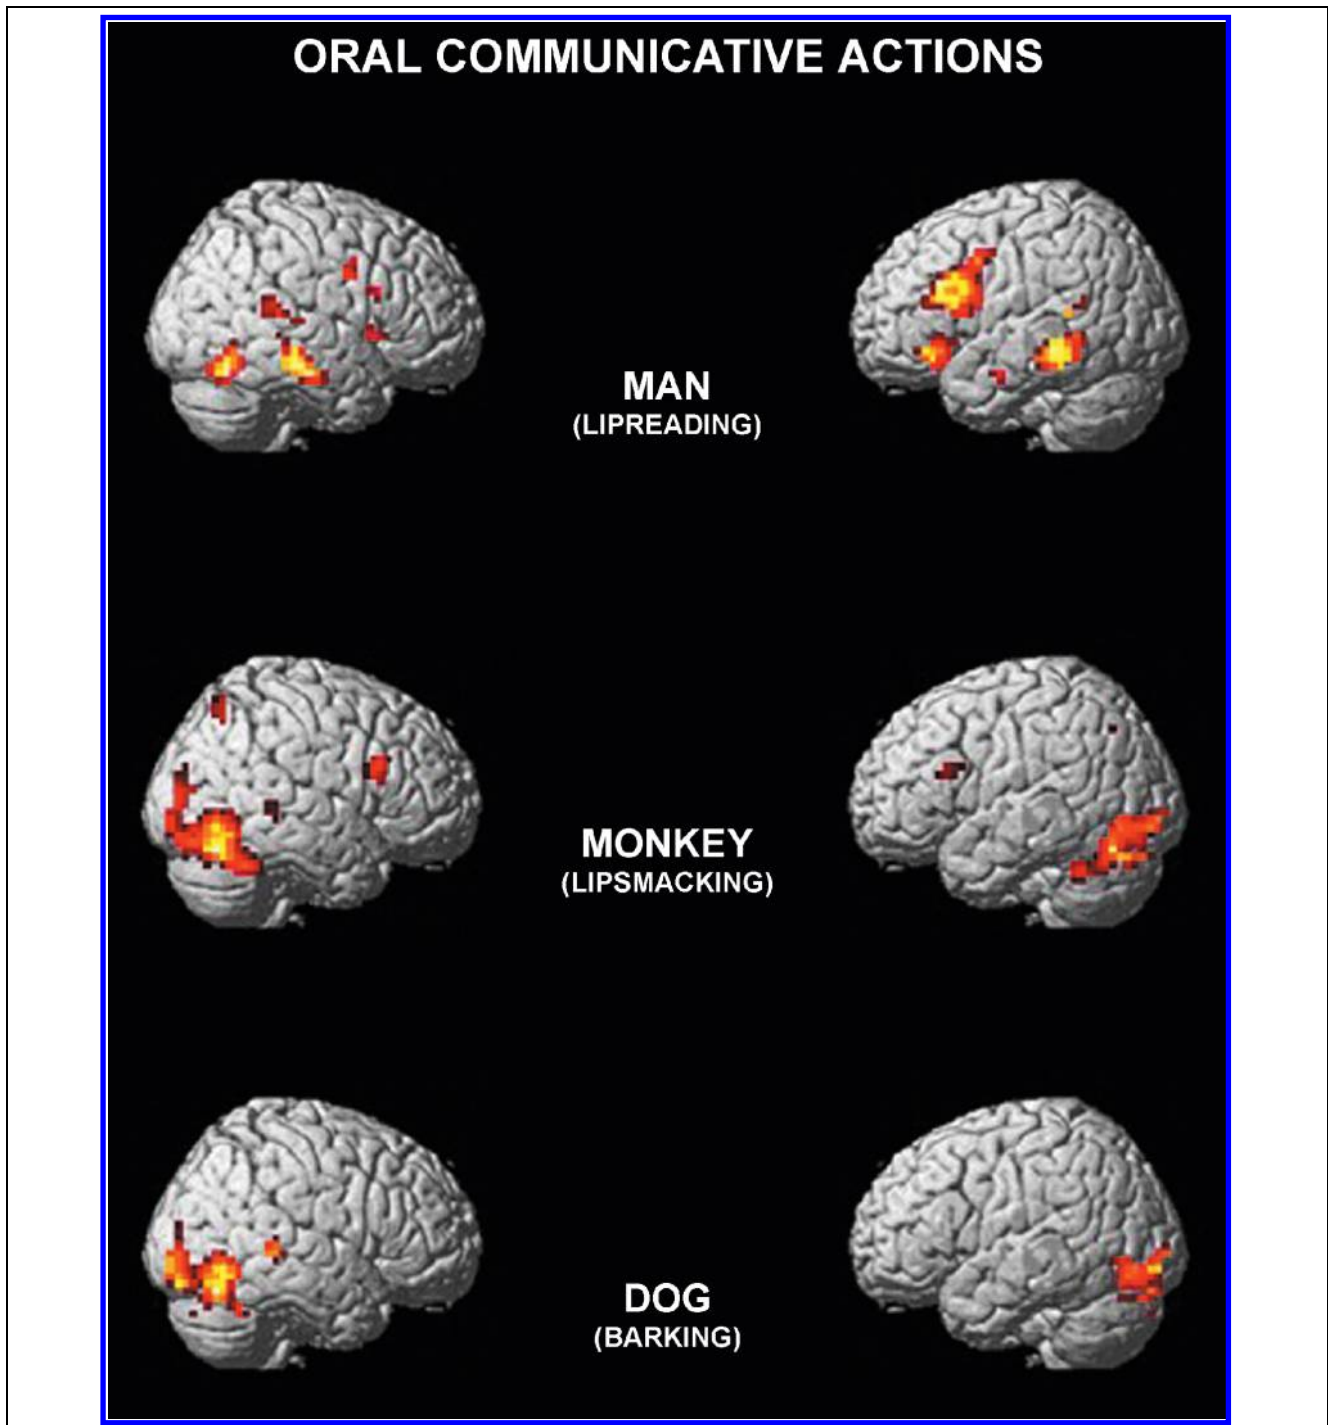 ORAL COMMUNICATIVE ACTIONS
MAN
(LIPREADING)
MONKEY
(LIPSMACKING)
DOG
(BARKING)